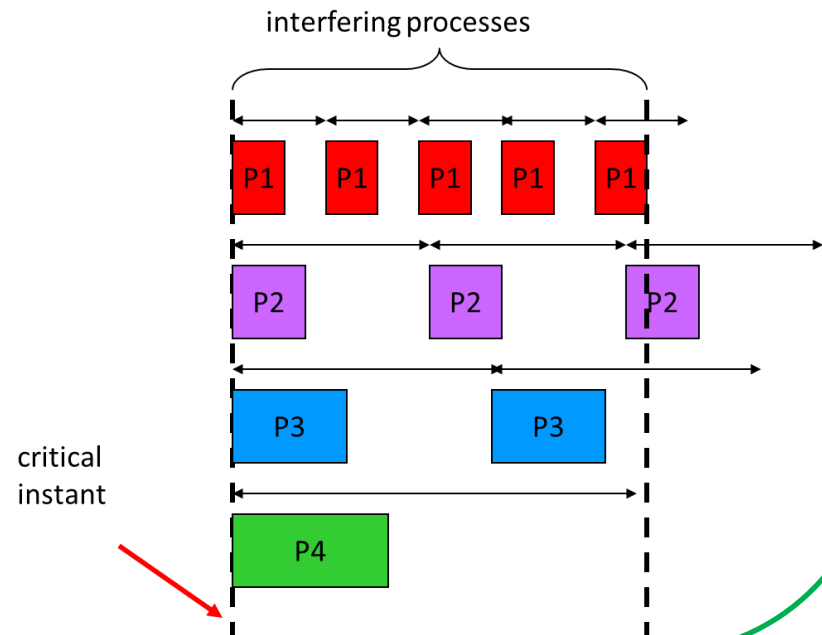 interfering processes
P1 P1 P1 P1 P1
P2 P2 P2
P3 P3
critical
instant
P4